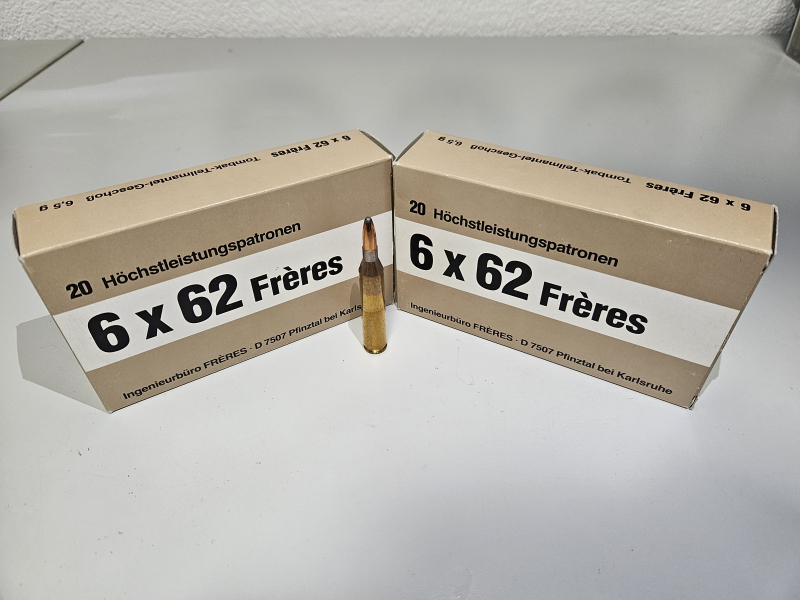 6 x 62 Frères
Tombak-Teilmantel-Geschoß 6,5 g
20 Höchstleistungspatronen
6 x 62 Frères
Ingenieurbüro FRÈRES - D 7507 Pfinztal bei Karls
6 x 62 Frères
Tombak-Teilmantel-Geschoß 6,5 g
20 Höchstleistungspatronen
6 x 62 Frères
Ingenieurbüro FRÈRES - D 7507 Pfinztal bei Karlsruhe